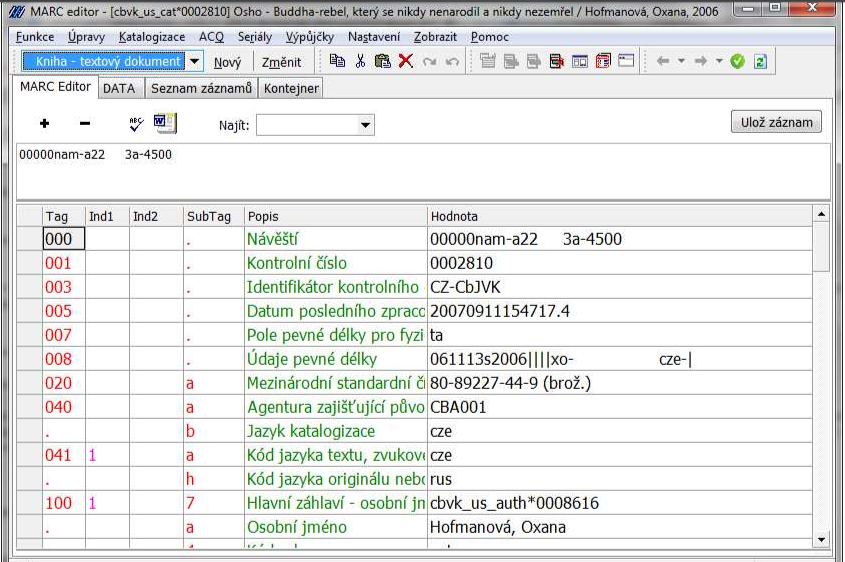 MARC editor - [cbvk_us_cat*0002810] Osho - Buddha-rebel, který se nikdy nenarodil a nikdy nezemřel / Hofmanová, Oxana, 2006
Funkce Úpravy Katalogizace ACQ Seriály Výpůjčky Nastavení Zobrazit Pomoc
Kniha - textový dokument Nový Změnit
MARC Editor DATA Seznam záznamů Kontejner
+ - ABC W Najít: Ulož záznam
00000nam-a22 3a-4500
Tag Ind1 Ind2 SubTag Popis Hodnota
000 . Návěští 00000nam-a22 3a-4500
001 . Kontrolní číslo 0002810
003 . Identifikátor kontrolního CZ-CbJVK
005 . Datum posledního zpraco 20070911154717.4
007 . Pole pevné délky pro fyzi ta
008 . Údaje pevné délky 061113s2006||||xo- cze-|
020 a Mezinárodní standardní čí 80-89227-44-9 (brož.)
040 a Agentura zajišťující půvo CBA001
. b Jazyk katalogizace cze
041 1 a Kód jazyka textu, zvukové cze
. h Kód jazyka originálu nebo rus
100 1 7 Hlavní záhlaví - osobní jm cbvk_us_auth*0008616
. a Osobní jméno Hofmanová, Oxana